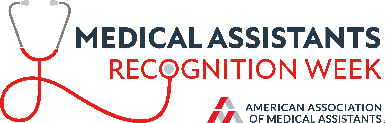 MEDICAL ASSISTANTS
RECOGNITION WEEK
AMERICAN ASSOCIATION
OF MEDICAL ASSISTANTS